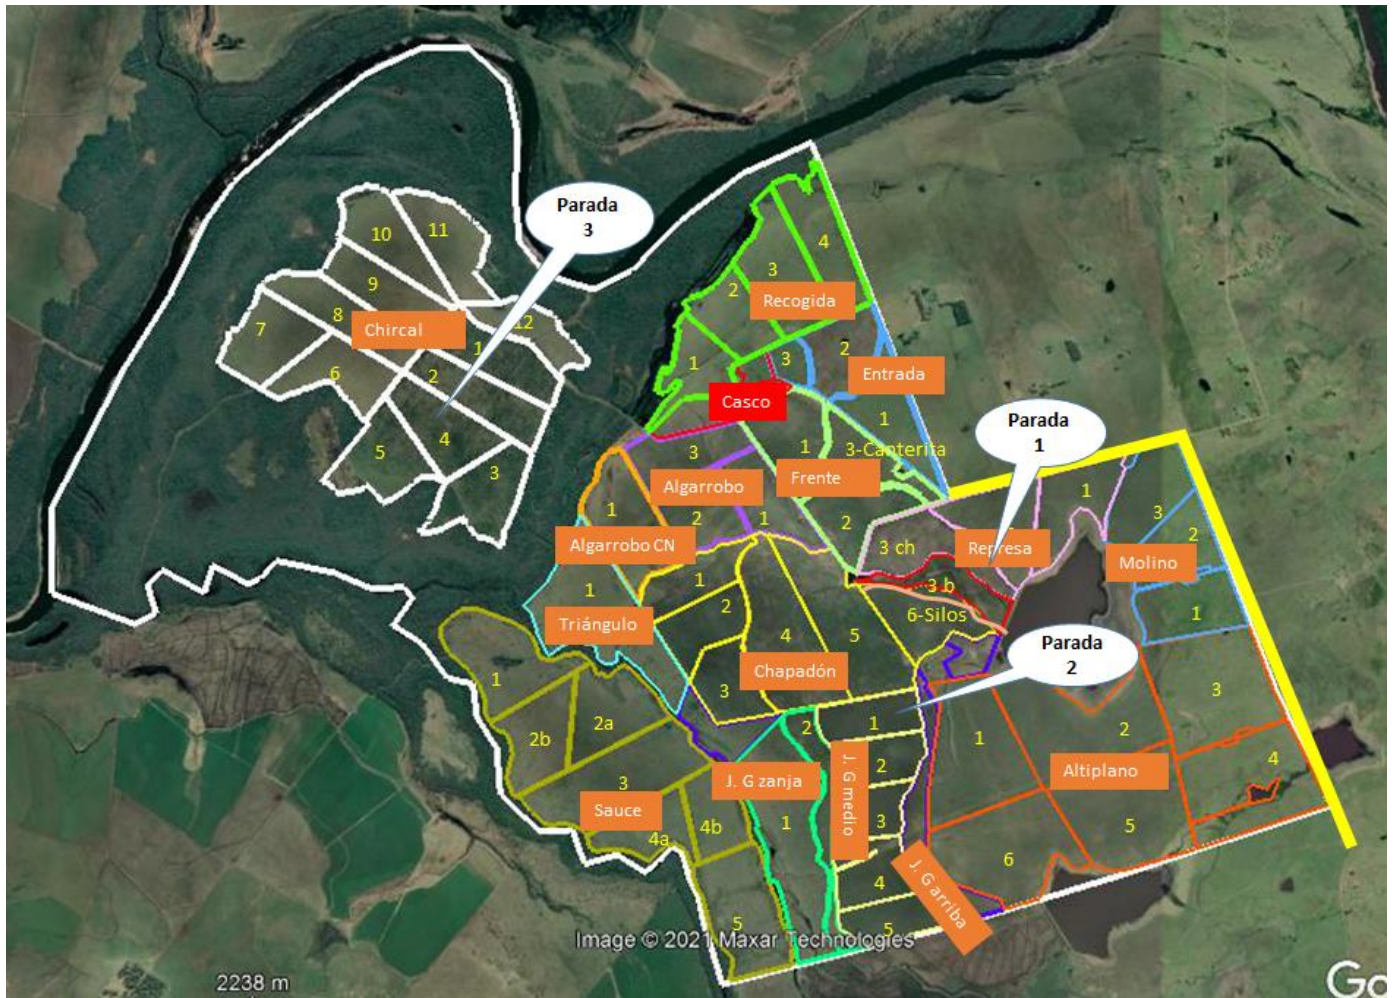 Parada
3
10
11
9
8
7
Chircal
12
1
6
2
5
4
3
4
3
2
Recogida
1
3
2
Entrada
Casco
1
Parada
1
1
3-Canterita
3
Algarrobo
Frente
1
2
1
2
Algarrobo CN
3 ch
Represa
1
3
2
Molino
1
3 b
6-Silos
1
Triángulo
1
2
4
5
Chapadón
3
Parada
2
1
2a
2b
3
Sauce
4a
4b
5
2
J. G zanja
1
J. G medio
1
2
3
4
5
J. G arriba
1
2
3
Altiplano
4
5
6
Image © 2021 Maxar Technologies
2238 m
Go